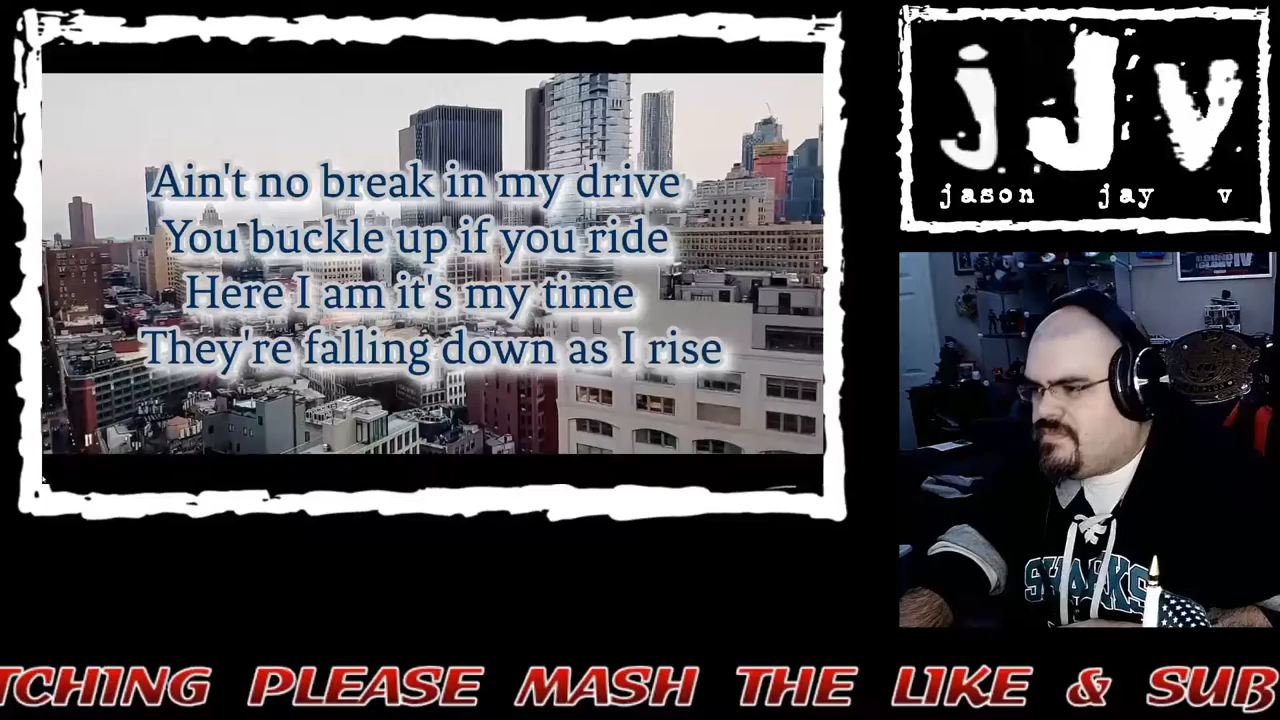 Ain't no break in my drive
You buckle up if you ride
Here I am it's my time
They're falling down as I rise
jJv
jason jay v
SHARKS
TCHING PLEASE MASH THE LIKE & SUB